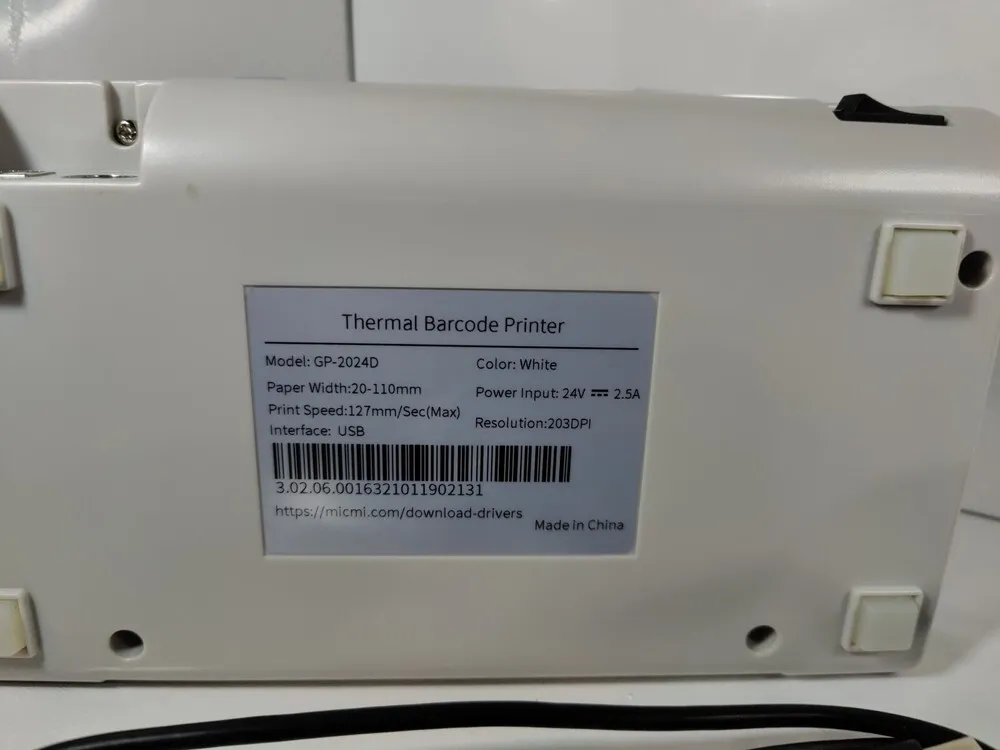 Thermal Barcode Printer
Model: GP-2024D
Color: White
Paper Width:20-110mm
Power Input: 24V ⎓ 2.5A
Print Speed:127mm/Sec(Max)
Resolution:203DPI
Interface: USB
3.02.06.0016321011902131
https://micmi.com/download-drivers
Made in China